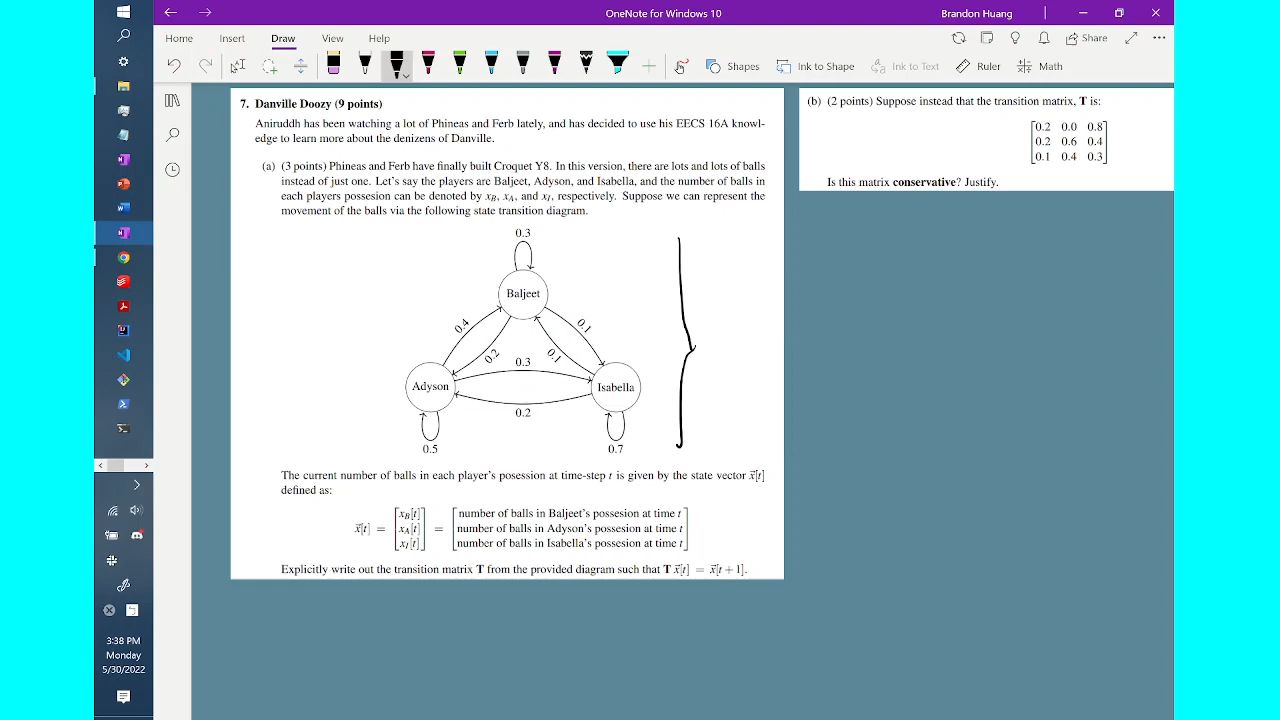 OneNote for Windows 10
Brandon Huang
Home Insert Draw View Help
Share
Shapes Ink to Shape Ink to Text Ruler Math
7. Danville Doozy (9 points)
Aniruddh has been watching a lot of Phineas and Ferb lately, and has decided to use his EECS 16A knowl-
edge to learn more about the denizens of Danville.
(a) (3 points) Phineas and Ferb have finally built Croquet Y8. In this version, there are lots and lots of balls
instead of just one. Let's say the players are Baljeet, Adyson, and Isabella, and the number of balls in
each players possesion can be denoted by x_B, x_A, and x_I, respectively. Suppose we can represent the
movement of the balls via the following state transition diagram.
0.3
Baljeet
0.4
0.1
0.2
0.1
0.3
Adyson
Isabella
0.2
0.5
0.7
The current number of balls in each player's posession at time-step t is given by the state vector x⃗[t]
defined as:
x_B[t] number of balls in Baljeet's possesion at time t
x⃗[t] = x_A[t] = number of balls in Adyson's possesion at time t
x_I[t] number of balls in Isabella's possesion at time t
Explicitly write out the transition matrix T from the provided diagram such that T x⃗[t] = x⃗[t+1].
(b) (2 points) Suppose instead that the transition matrix, T is:
0.2 0.0 0.8
0.2 0.6 0.4
0.1 0.4 0.3
Is this matrix conservative? Justify.
3:38 PM
Monday
5/30/2022